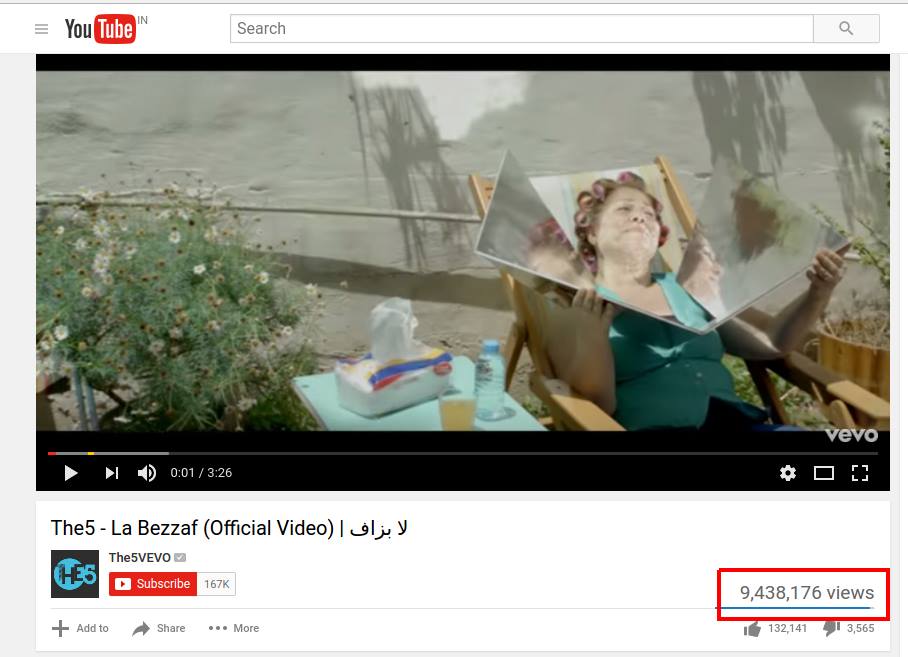 YouTube IN
Search
vevo
0:01 / 3:26
The5 - La Bezzaf (Official Video) | لا بزاف
THE5
The5VEVO
Subscribe 167K
9,438,176 views
Add to Share More
132,141 3,565